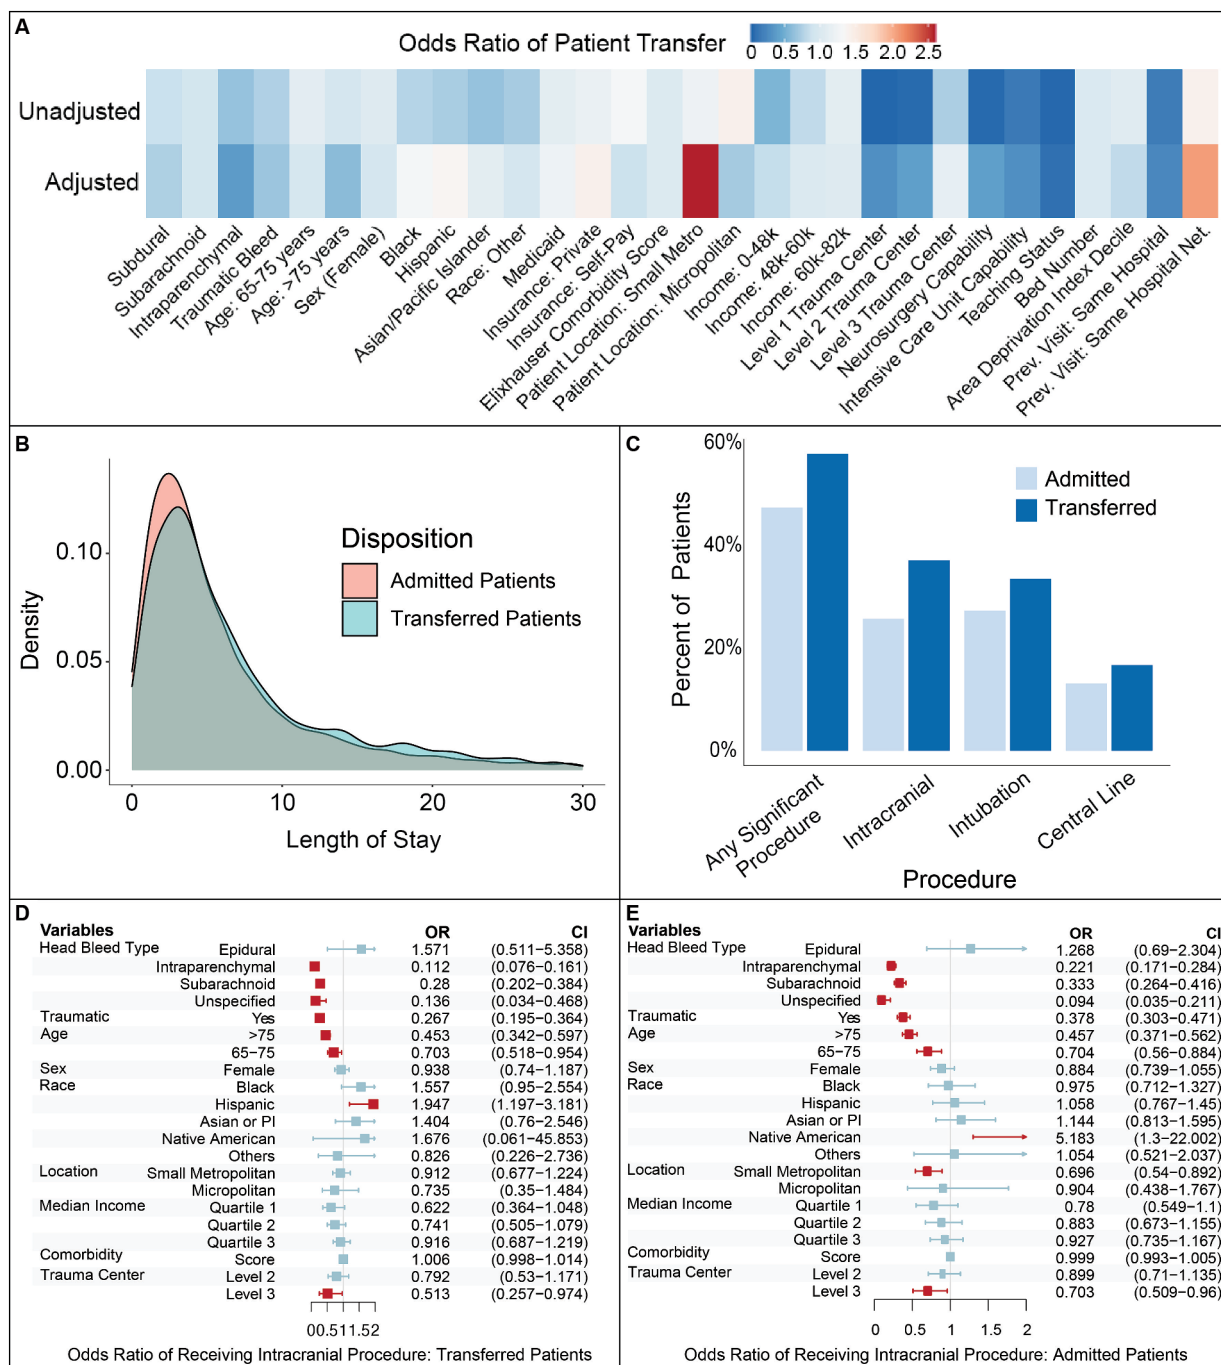 A
Odds Ratio of Patient Transfer
0 0.5 1.0 1.5 2.0 2.5
Unadjusted
Adjusted
Subdural
Subarachnoid
Intraparenchymal
Traumatic Bleed
Age: 65-75 years
Age: >75 years
Sex (Female)
Black
Hispanic
Asian/Pacific Islander
Race: Other
Medicaid
Insurance: Private
Insurance: Self-Pay
Elixhauser Comorbidity Score
Patient Location: Small Metro
Patient Location: Micropolitan
Income: 0-48k
Income: 48k-60k
Income: 60k-82k
Level 1 Trauma Center
Level 2 Trauma Center
Level 3 Trauma Center
Neurosurgery Capability
Intensive Care Unit Capability
Teaching Status
Bed Number
Area Deprivation Index Decile
Prev. Visit: Same Hospital
Prev. Visit: Same Hospital Net.
B
Density
0.10
0.05
0.00
0 10 20 30
Length of Stay
Disposition
Admitted Patients
Transferred Patients
C
Percent of Patients
60%
40%
20%
0%
Admitted
Transferred
Any Significant
Procedure
Intracranial
Intubation
Central Line
Procedure
D
Variables OR CI
Head Bleed Type Epidural 1.571 (0.511–5.358)
Intraparenchymal 0.112 (0.076–0.161)
Subarachnoid 0.28 (0.202–0.384)
Unspecified 0.136 (0.034–0.468)
Traumatic Yes 0.267 (0.195–0.364)
Age >75 0.453 (0.342–0.597)
65-75 0.703 (0.518–0.954)
Sex Female 0.938 (0.74–1.187)
Race Black 1.557 (0.95–2.554)
Hispanic 1.947 (1.197–3.181)
Asian or PI 1.404 (0.76–2.546)
Native American 1.676 (0.061–45.853)
Others 0.826 (0.226–2.736)
Location Small Metropolitan 0.912 (0.677–1.224)
Micropolitan 0.735 (0.35–1.484)
Median Income Quartile 1 0.622 (0.364–1.048)
Quartile 2 0.741 (0.505–1.079)
Quartile 3 0.916 (0.687–1.219)
Comorbidity Score 1.006 (0.998–1.014)
Trauma Center Level 2 0.792 (0.53–1.171)
Level 3 0.513 (0.257–0.974)
00.511.52
Odds Ratio of Receiving Intracranial Procedure: Transferred Patients
E
Variables OR CI
Head Bleed Type Epidural 1.268 (0.69–2.304)
Intraparenchymal 0.221 (0.171–0.284)
Subarachnoid 0.333 (0.264–0.416)
Unspecified 0.094 (0.035–0.211)
Traumatic Yes 0.378 (0.303–0.471)
Age >75 0.457 (0.371–0.562)
65-75 0.704 (0.56–0.884)
Sex Female 0.884 (0.739–1.055)
Race Black 0.975 (0.712–1.327)
Hispanic 1.058 (0.767–1.45)
Asian or PI 1.144 (0.813–1.595)
Native American 5.183 (1.3–22.002)
Others 1.054 (0.521–2.037)
Location Small Metropolitan 0.696 (0.54–0.892)
Micropolitan 0.904 (0.438–1.767)
Median Income Quartile 1 0.78 (0.549–1.1)
Quartile 2 0.883 (0.673–1.155)
Quartile 3 0.927 (0.735–1.167)
Comorbidity Score 0.999 (0.993–1.005)
Trauma Center Level 2 0.899 (0.71–1.135)
Level 3 0.703 (0.509–0.96)
0 0.5 1 1.5 2
Odds Ratio of Receiving Intracranial Procedure: Admitted Patients